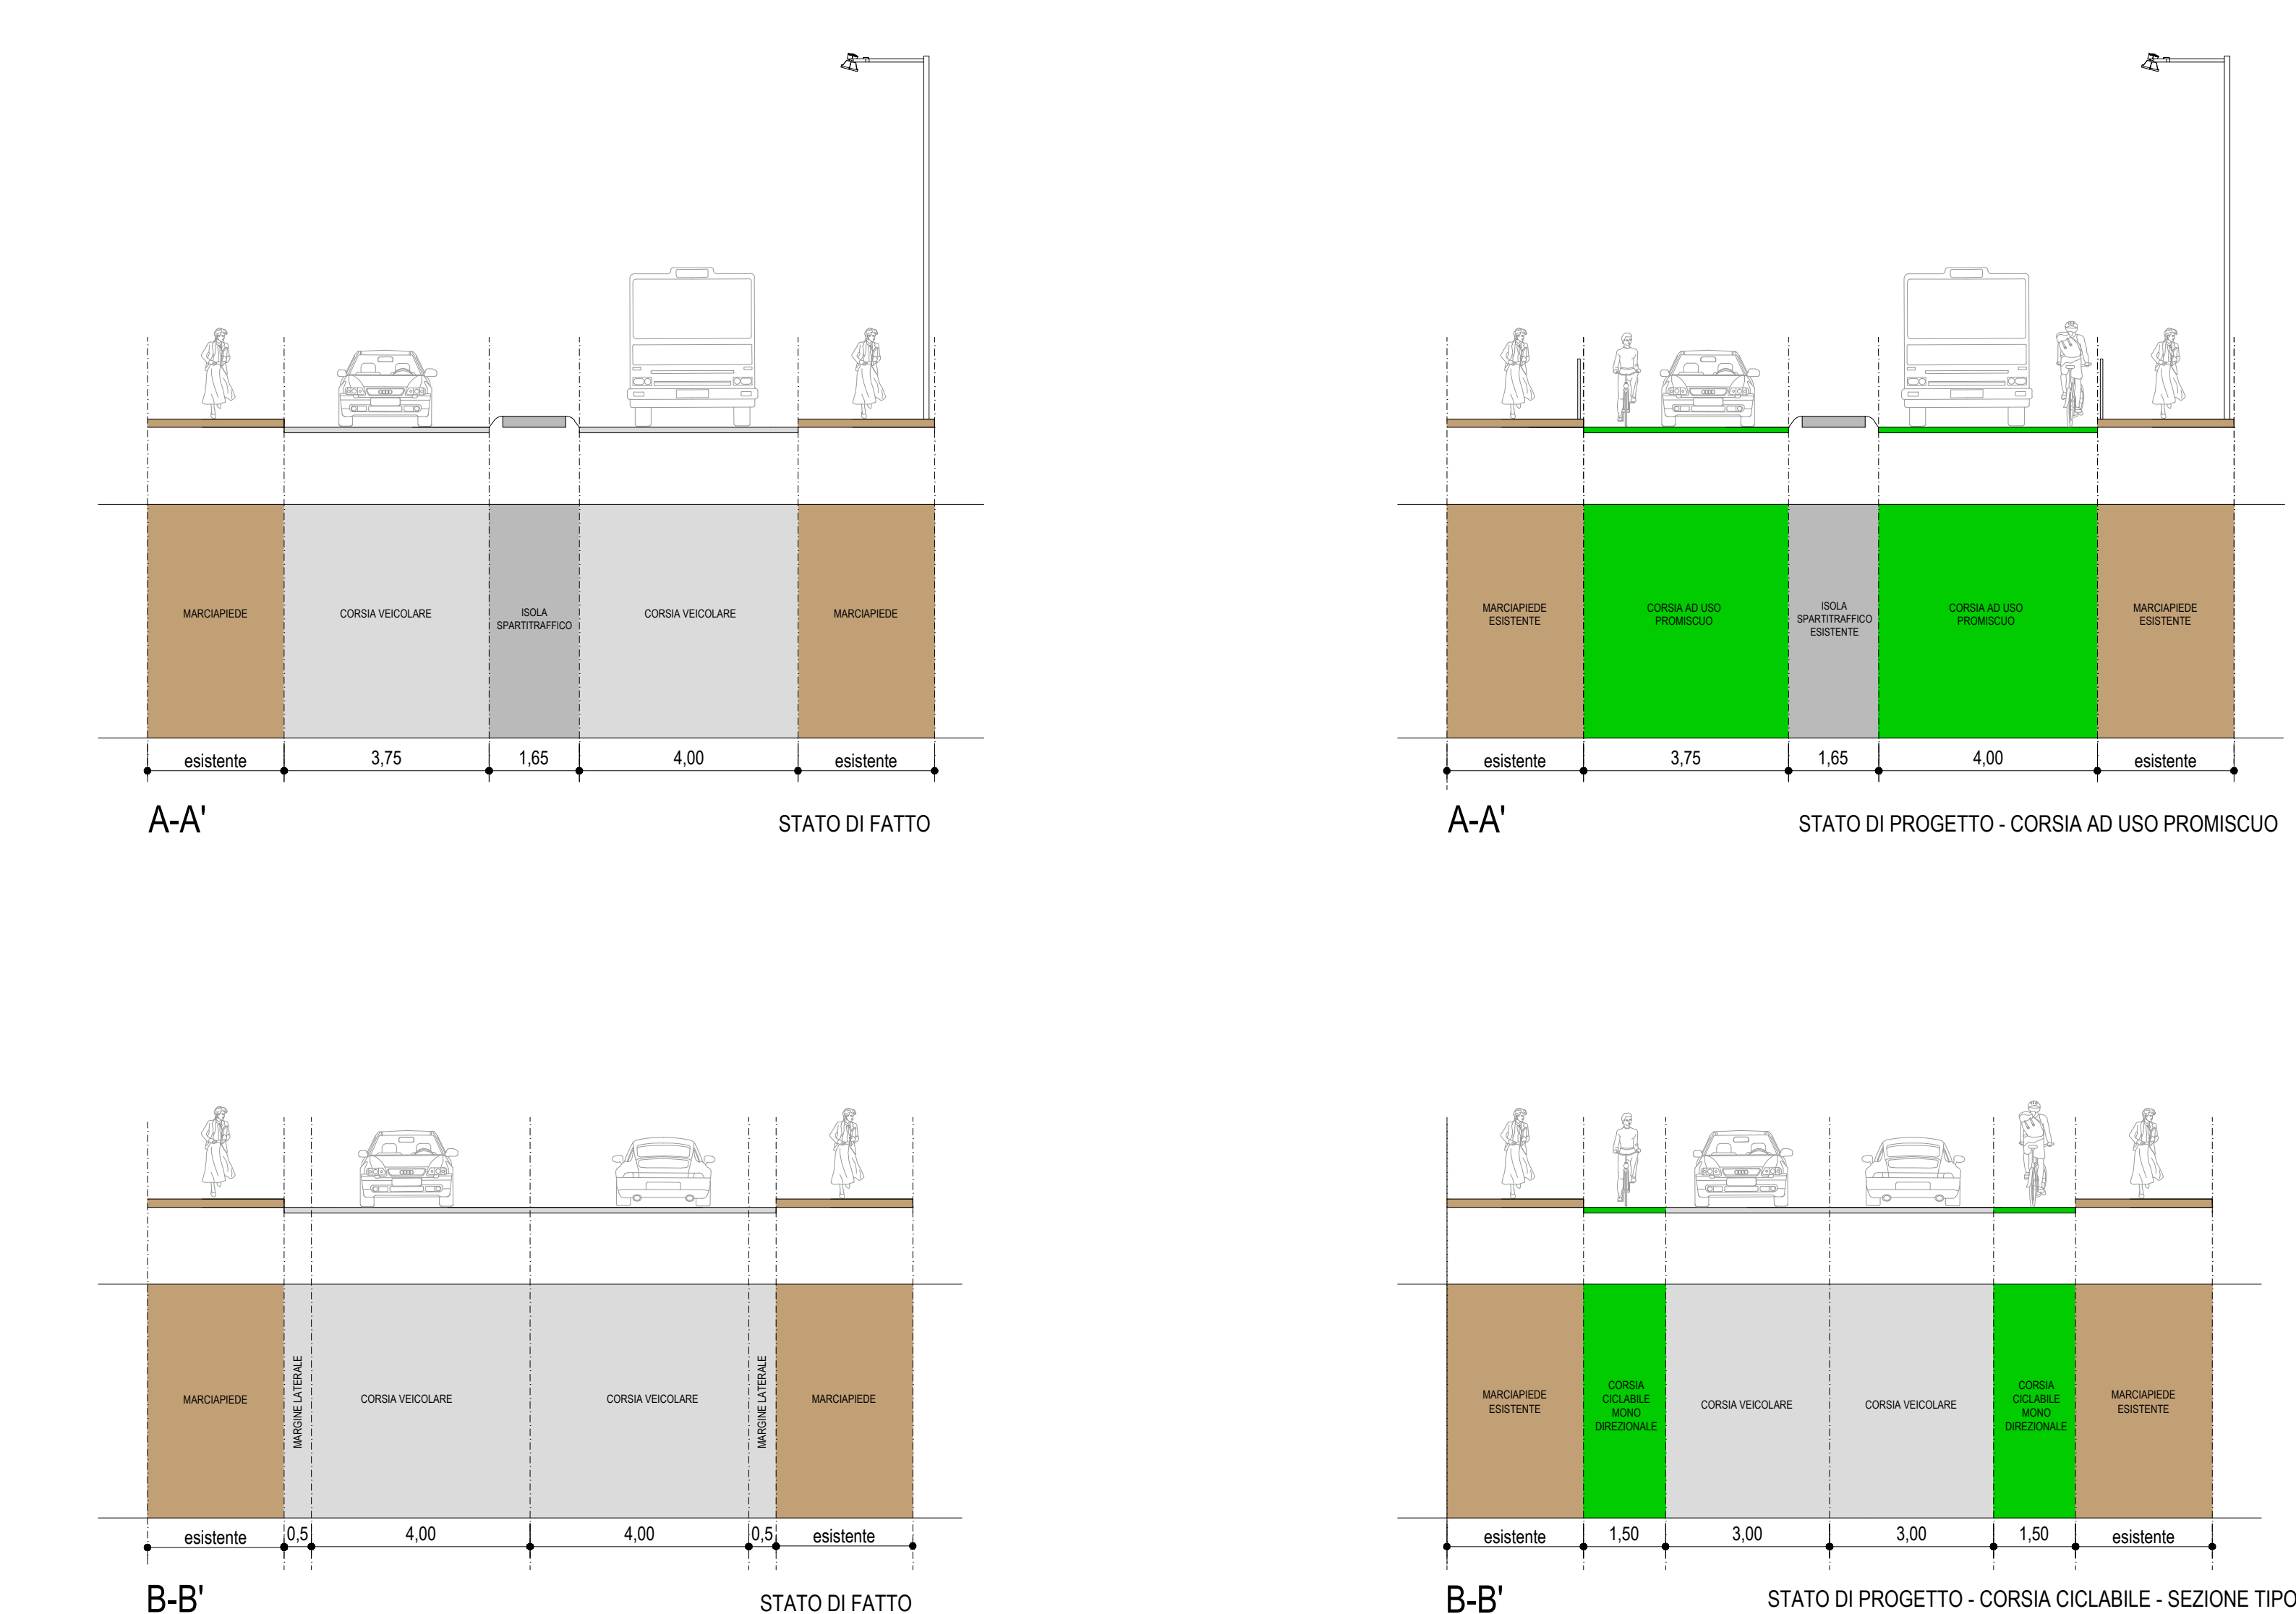 MARCIAPIEDE
CORSIA VEICOLARE
ISOLA
SPARTITRAFFICO
CORSIA VEICOLARE
MARCIAPIEDE
esistente
3,75
1,65
4,00
esistente
A-A'
STATO DI FATTO
MARCIAPIEDE
ESISTENTE
CORSIA AD USO
PROMISCUO
ISOLA
SPARTITRAFFICO
ESISTENTE
CORSIA AD USO
PROMISCUO
MARCIAPIEDE
ESISTENTE
esistente
3,75
1,65
4,00
esistente
A-A'
STATO DI PROGETTO - CORSIA AD USO PROMISCUO
MARCIAPIEDE
MARGINE LATERALE
CORSIA VEICOLARE
CORSIA VEICOLARE
MARGINE LATERALE
MARCIAPIEDE
esistente
0,5
4,00
4,00
0,5
esistente
B-B'
STATO DI FATTO
MARCIAPIEDE
ESISTENTE
CORSIA
CICLABILE
MONO
DIREZIONALE
CORSIA VEICOLARE
CORSIA VEICOLARE
CORSIA
CICLABILE
MONO
DIREZIONALE
MARCIAPIEDE
ESISTENTE
esistente
1,50
3,00
3,00
1,50
esistente
B-B'
STATO DI PROGETTO - CORSIA CICLABILE - SEZIONE TIPO